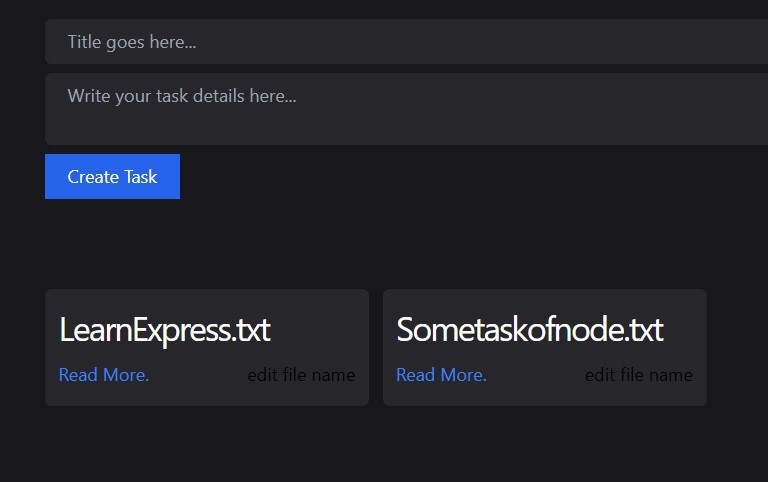 Title goes here...
Write your task details here...
Create Task
LearnExpress.txt
Read More. edit file name
Sometaskofnode.txt
Read More. edit file name